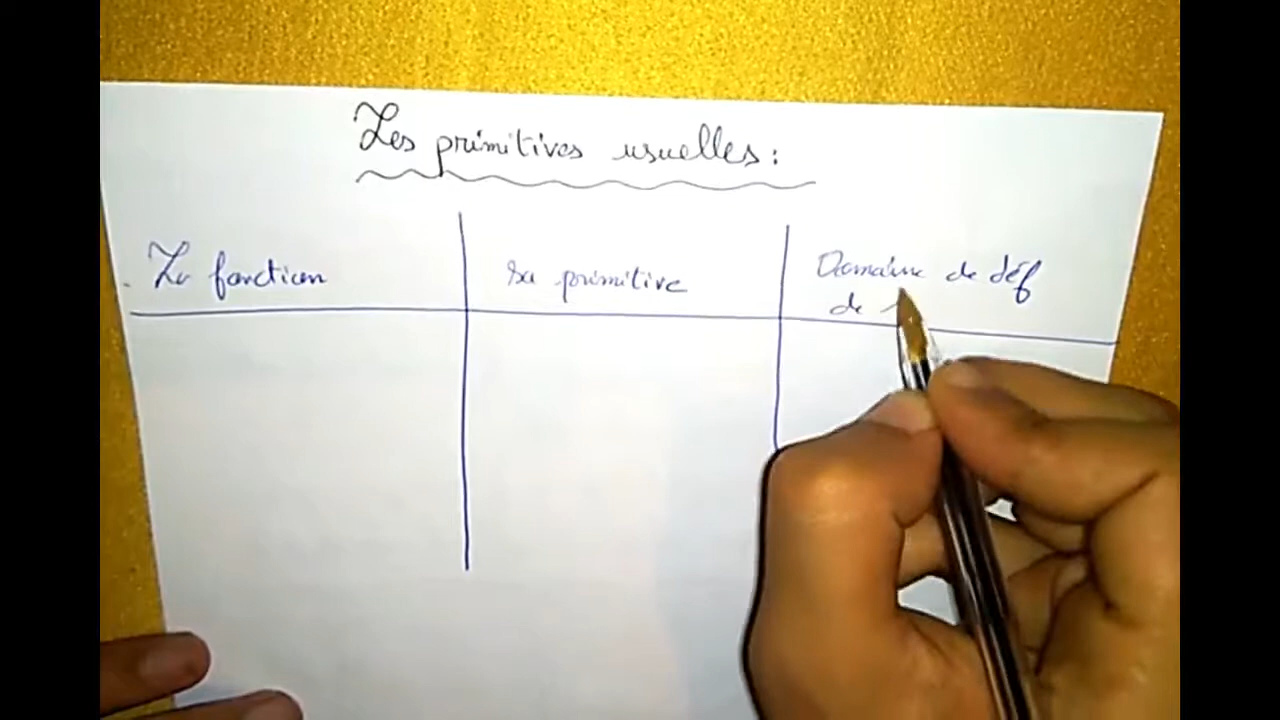 Les primitives usuelles :
La fonction
sa primitive
Domaine de déf
de